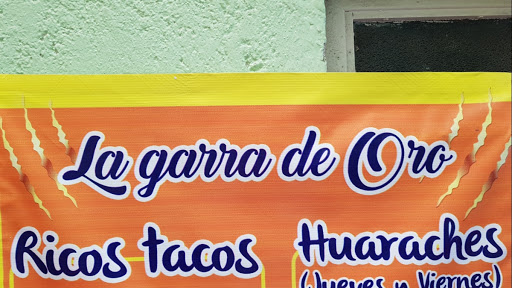 La garra de Oro
Ricos tacos
Huaraches
(Jueves y Viernes)